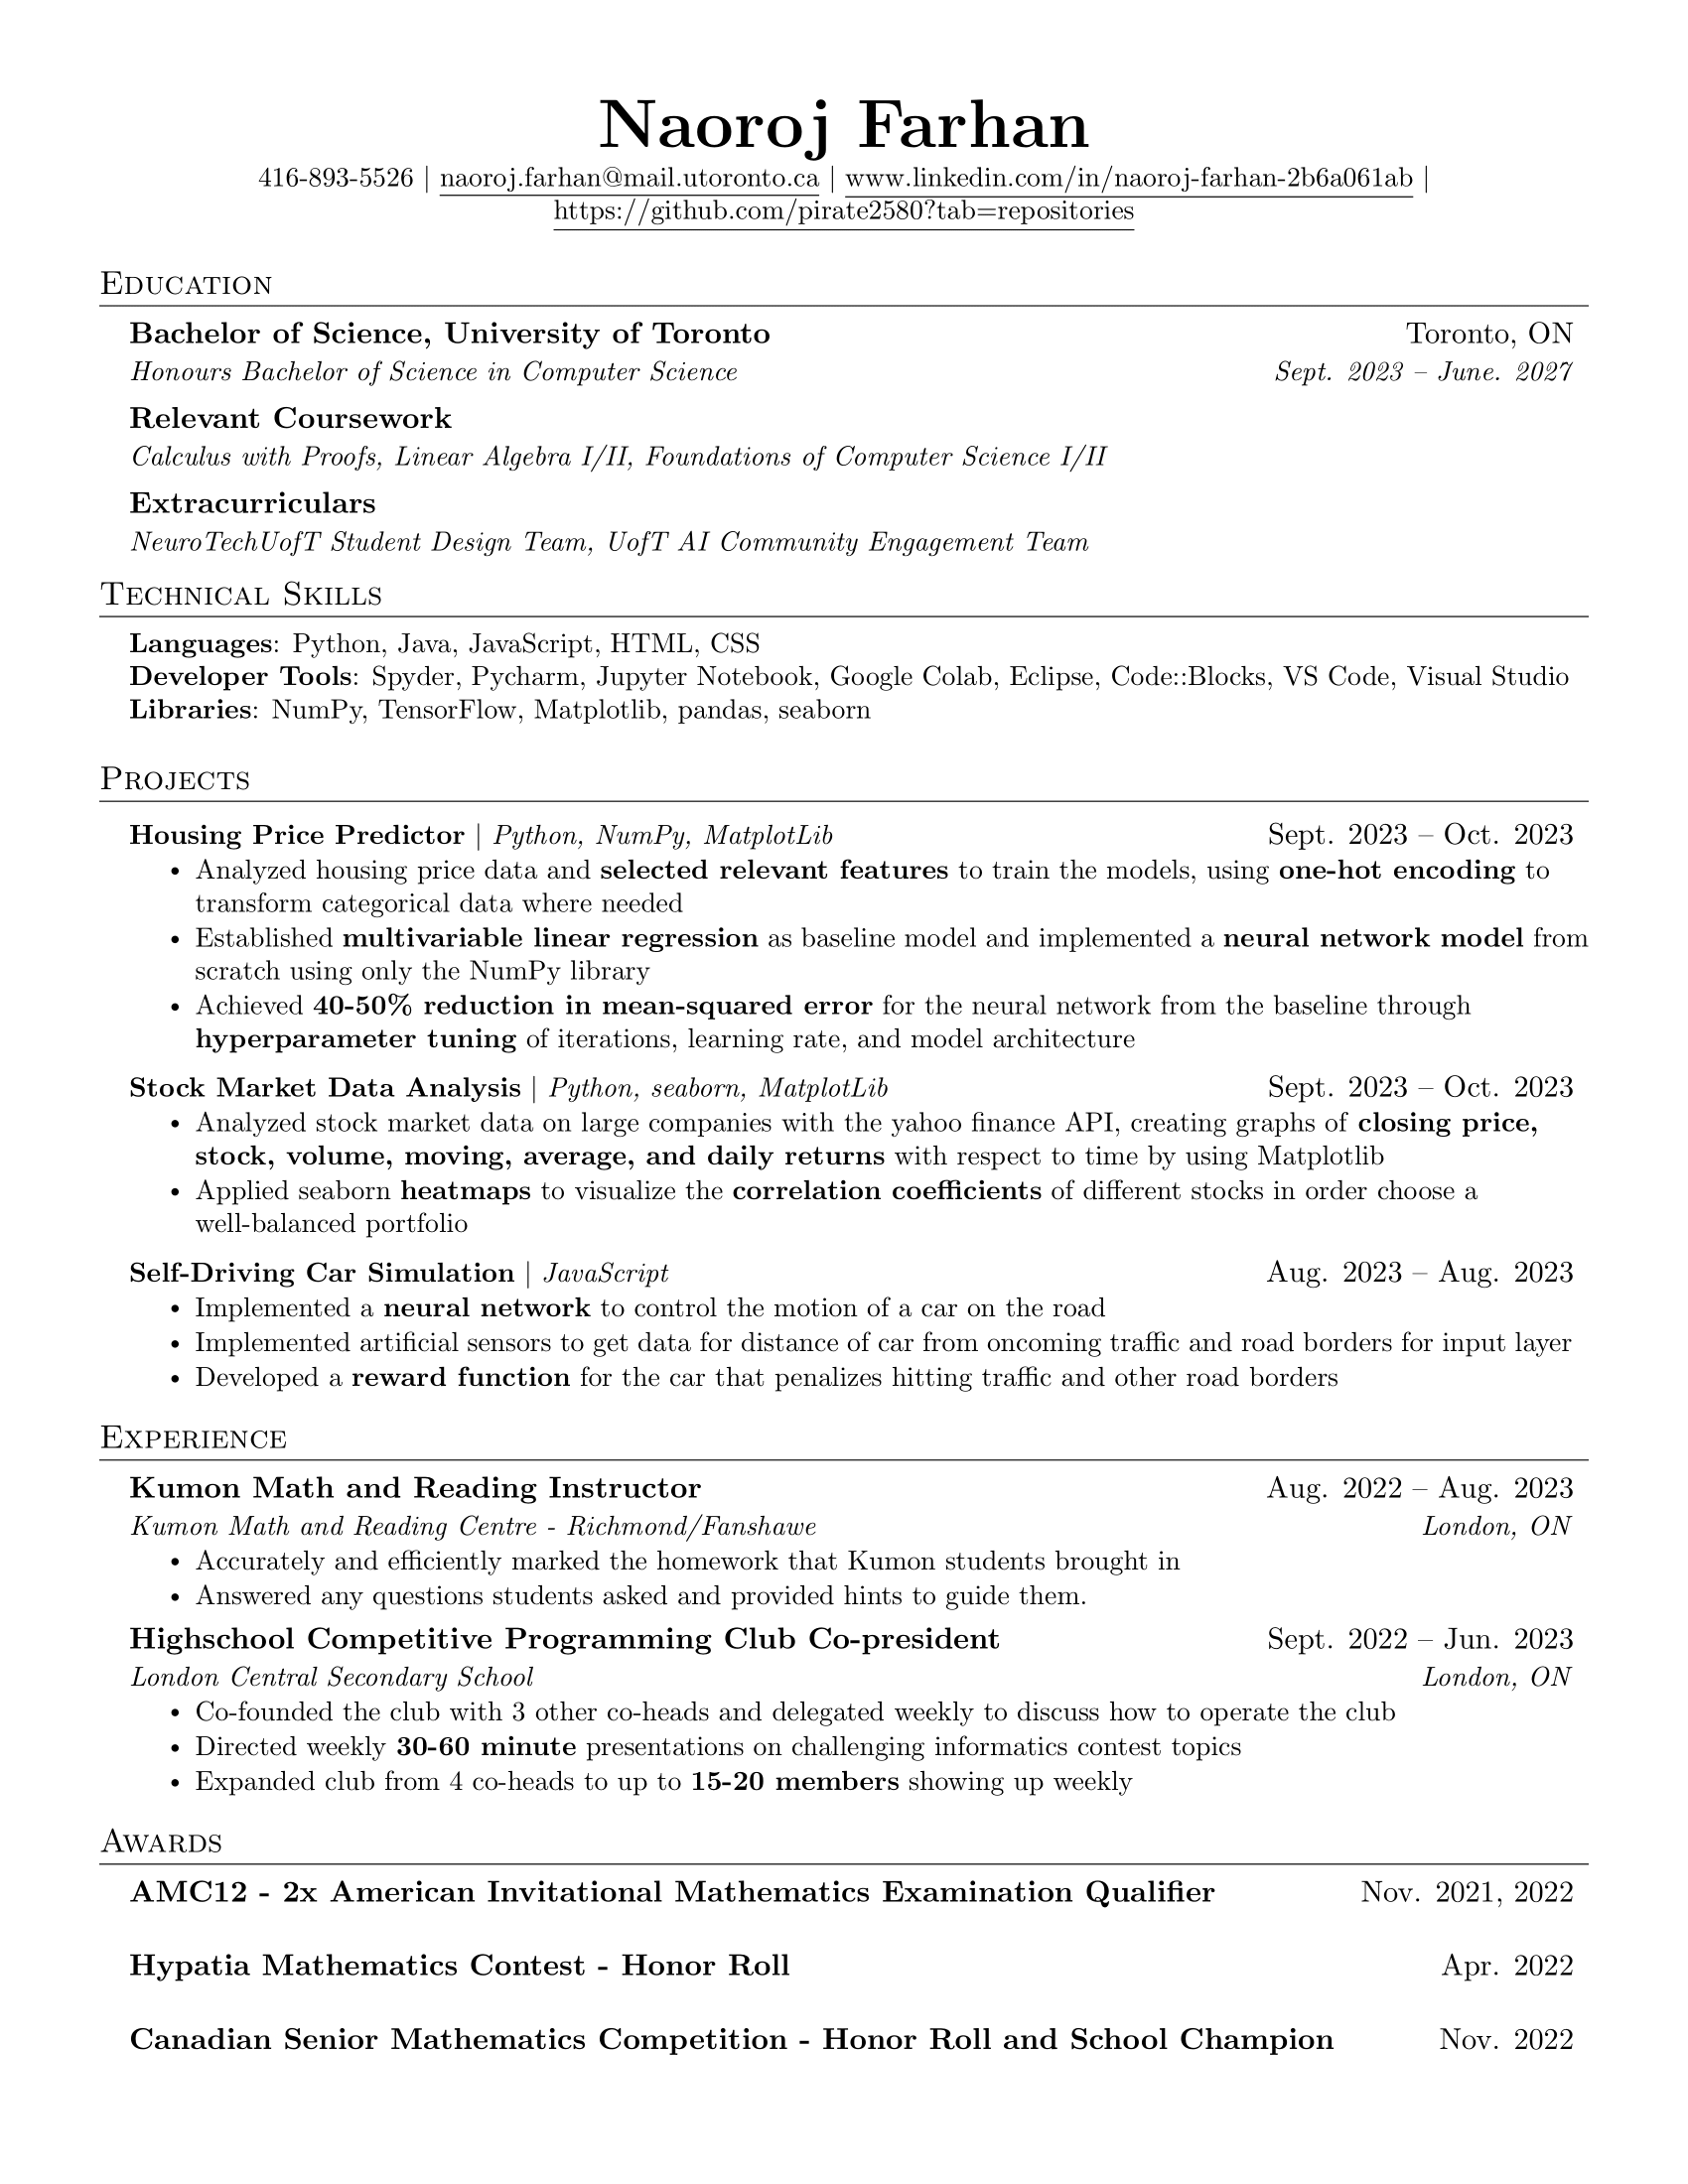 Naoroj Farhan
416-893-5526 | naoroj.farhan@mail.utoronto.ca | www.linkedin.com/in/naoroj-farhan-2b6a061ab |
https://github.com/pirate2580?tab=repositories
Education
Bachelor of Science, University of Toronto Toronto, ON
Honours Bachelor of Science in Computer Science Sept. 2023 – June. 2027
Relevant Coursework
Calculus with Proofs, Linear Algebra I/II, Foundations of Computer Science I/II
Extracurriculars
NeuroTechUofT Student Design Team, UofT AI Community Engagement Team
Technical Skills
Languages: Python, Java, JavaScript, HTML, CSS
Developer Tools: Spyder, Pycharm, Jupyter Notebook, Google Colab, Eclipse, Code::Blocks, VS Code, Visual Studio
Libraries: NumPy, TensorFlow, Matplotlib, pandas, seaborn
Projects
Housing Price Predictor | Python, NumPy, MatplotLib Sept. 2023 – Oct. 2023
• Analyzed housing price data and selected relevant features to train the models, using one-hot encoding to
transform categorical data where needed
• Established multivariable linear regression as baseline model and implemented a neural network model from
scratch using only the NumPy library
• Achieved 40-50% reduction in mean-squared error for the neural network from the baseline through
hyperparameter tuning of iterations, learning rate, and model architecture
Stock Market Data Analysis | Python, seaborn, MatplotLib Sept. 2023 – Oct. 2023
• Analyzed stock market data on large companies with the yahoo finance API, creating graphs of closing price,
stock, volume, moving, average, and daily returns with respect to time by using Matplotlib
• Applied seaborn heatmaps to visualize the correlation coefficients of different stocks in order choose a
well-balanced portfolio
Self-Driving Car Simulation | JavaScript Aug. 2023 – Aug. 2023
• Implemented a neural network to control the motion of a car on the road
• Implemented artificial sensors to get data for distance of car from oncoming traffic and road borders for input layer
• Developed a reward function for the car that penalizes hitting traffic and other road borders
Experience
Kumon Math and Reading Instructor Aug. 2022 – Aug. 2023
Kumon Math and Reading Centre - Richmond/Fanshawe London, ON
• Accurately and efficiently marked the homework that Kumon students brought in
• Answered any questions students asked and provided hints to guide them.
Highschool Competitive Programming Club Co-president Sept. 2022 – Jun. 2023
London Central Secondary School London, ON
• Co-founded the club with 3 other co-heads and delegated weekly to discuss how to operate the club
• Directed weekly 30-60 minute presentations on challenging informatics contest topics
• Expanded club from 4 co-heads to up to 15-20 members showing up weekly
Awards
AMC12 - 2x American Invitational Mathematics Examination Qualifier Nov. 2021, 2022
Hypatia Mathematics Contest - Honor Roll Apr. 2022
Canadian Senior Mathematics Competition - Honor Roll and School Champion Nov. 2022